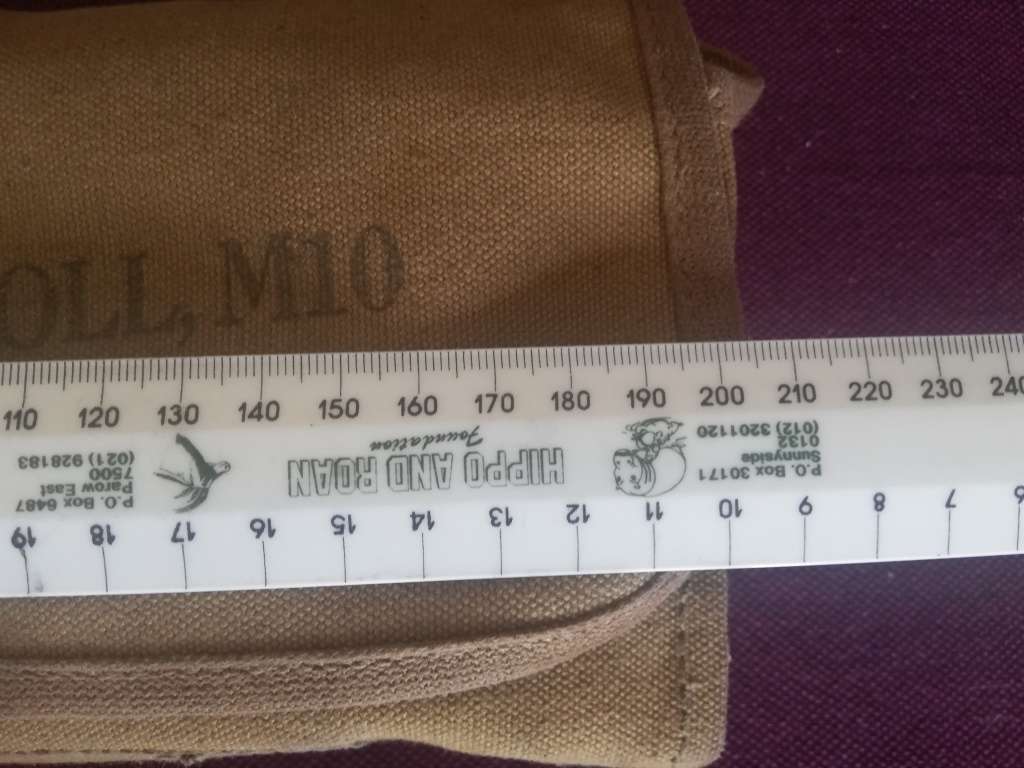 OLL, M10
110 120 130 140 150 160 170 180 190 200 210 220 230 240
HIPPO AND ROAN
Foundation
P.O. Box 6487
Parow East
7500
(021) 928183
P.O. Box 30171
Sunnyside
0132
(012) 3201120
6 7 8 9 10 11 12 13 14 15 16 17 18 19